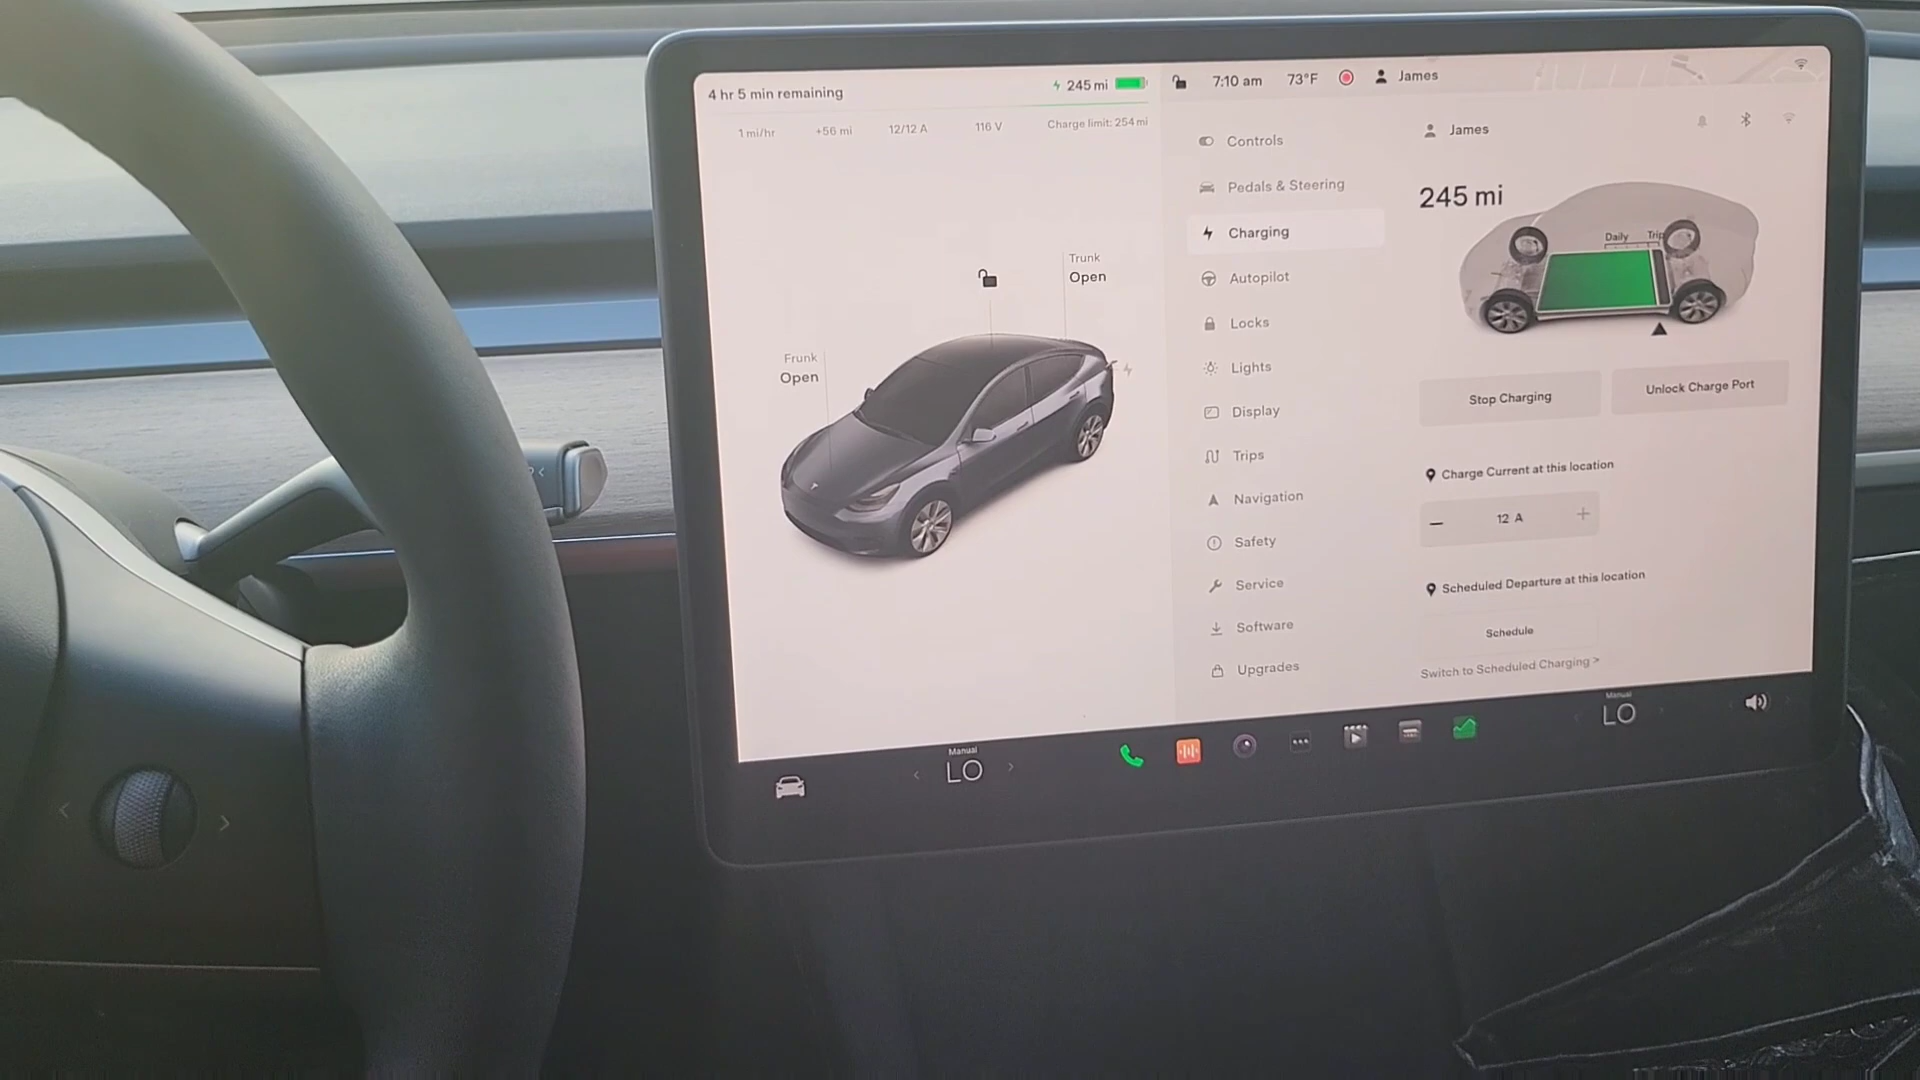 4 hr 5 min remaining
245 mi
1 mi/hr
+56 mi
12/12 A
116 V
Charge limit: 254 mi
Trunk
Open
Frunk
Open
7:10 am
73°F
James
Controls
Pedals & Steering
Charging
Autopilot
Locks
Lights
Display
Trips
Navigation
Safety
Service
Software
Upgrades
James
245 mi
Daily
Trip
Stop Charging
Unlock Charge Port
Charge Current at this location
12 A
Scheduled Departure at this location
Schedule
Switch to Scheduled Charging >
Manual
LO
Manual
LO